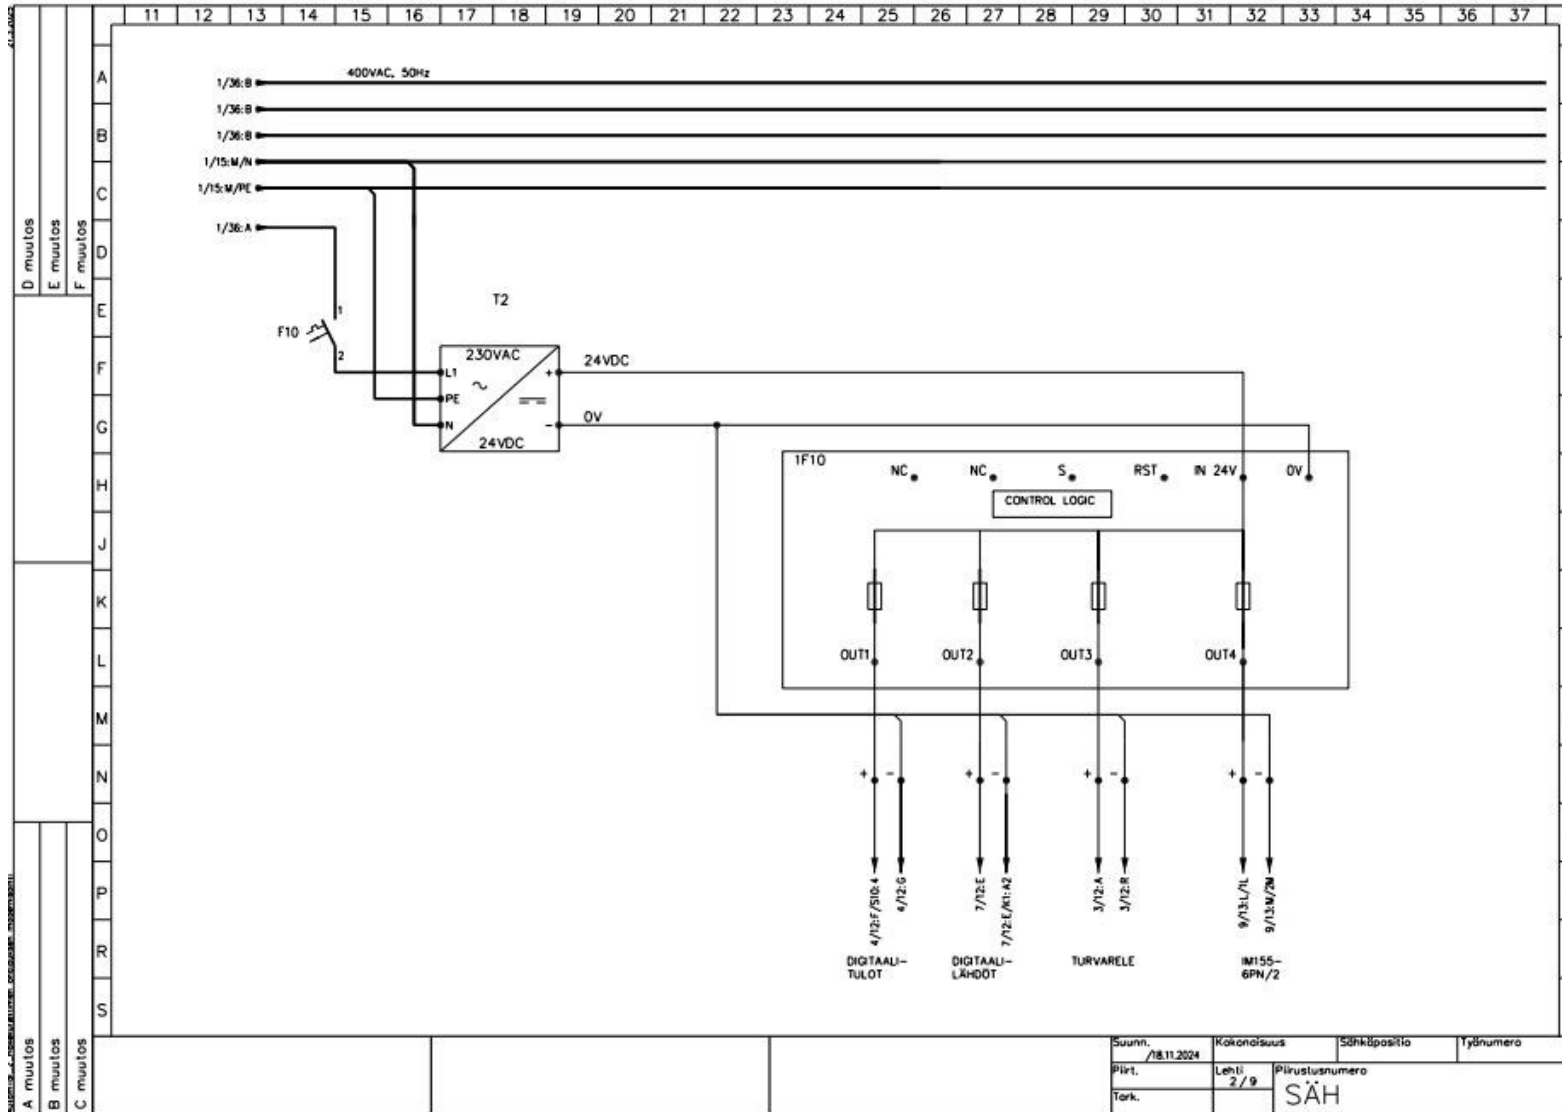 11 12 13 14 15 16 17 18 19 20 21 22 23 24 25 26 27 28 29 30 31 32 33 34 35 36 37
A
B
C
D
E
F
G
H
J
K
L
M
N
O
P
R
S
D muutos
E muutos
F muutos
A muutos
B muutos
C muutos
400VAC, 50Hz
1/36:B
1/36:B
1/36:B
1/15:M/N
1/15:M/PE
1/36:A
1
F10
2
T2
230VAC
L1
PE
N
+
-
24VDC
24VDC
0V
1F10
NC
NC
S
RST
IN 24V
0V
CONTROL LOGIC
OUT1
OUT2
OUT3
OUT4
+ - + - + - + -
4/12:F/S10:4
4/12:G
7/12:E
7/12:E/K1:A2
3/12:A
3/12:R
9/13:L/1L
9/13:M/2M
DIGITAALI-
TULOT
DIGITAALI-
LÄHDÖT
TURVARELE
IM155-
6PN/2
Suunn.
/18.11.2024
Kokonaisuus
Sähköpositio
Työnumero
Piirt.
Lehti
2/9
Piirustusnumero
SÄH
Tark.